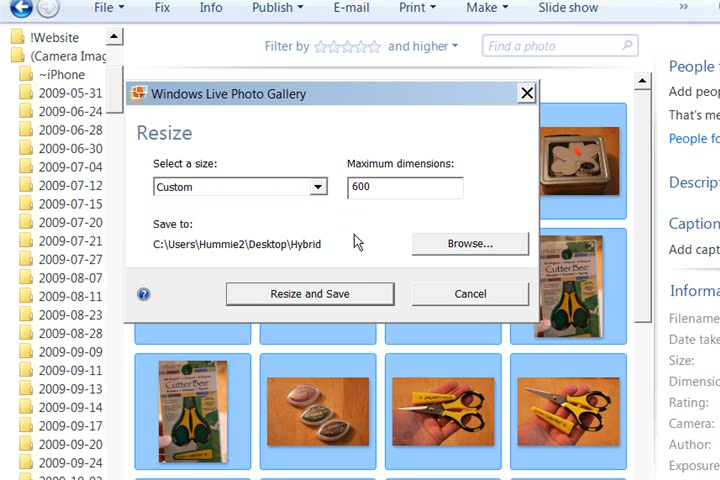 File Fix Info Publish E-mail Print Make Slide show »
Filter by and higher Find a photo
!Website
(Camera Imag
~iPhone
2009-05-31
2009-06-24
2009-06-28
2009-06-30
2009-07-04
2009-07-12
2009-07-15
2009-07-20
2009-07-21
2009-07-27
2009-08-07
2009-08-11
2009-08-23
2009-08-28
2009-09-09
2009-09-11
2009-09-13
2009-09-14
2009-09-17
2009-09-20
2009-09-24
Windows Live Photo Gallery
Resize
Select a size: Maximum dimensions:
Custom 600
Save to:
C:\Users\Hummie2\Desktop\Hybrid Browse...
Resize and Save Cancel
CutterBee
CutterBee
People
Add peop
That's me
People fo
Descrip
Caption
Add capt
Informa
Filename
Date take
Size:
Dimensio
Rating:
Camera:
Author:
Exposure